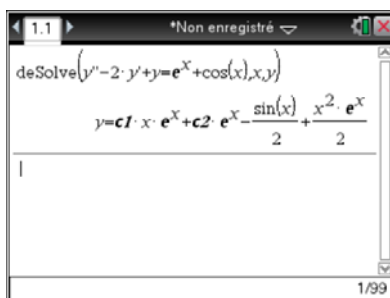 1.1 *Non enregistré
deSolve(y''-2·y'+y=e^x+cos(x),x,y)
y=c1·x·e^x+c2·e^x-sin(x)/2+x^2·e^x/2
1/99